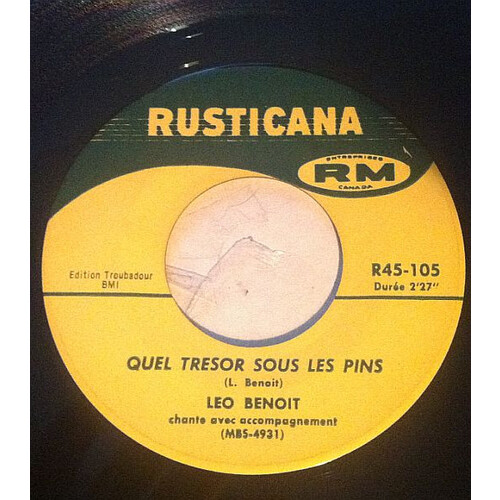 RUSTICANA
ENTREPRISES
RM
CANADA
Edition Troubadour
BMI
R45-105
Durée 2'27"
QUEL TRESOR SOUS LES PINS
(L. Benoit)
LEO BENOIT
chante avec accompagnement
(MBS-4931)